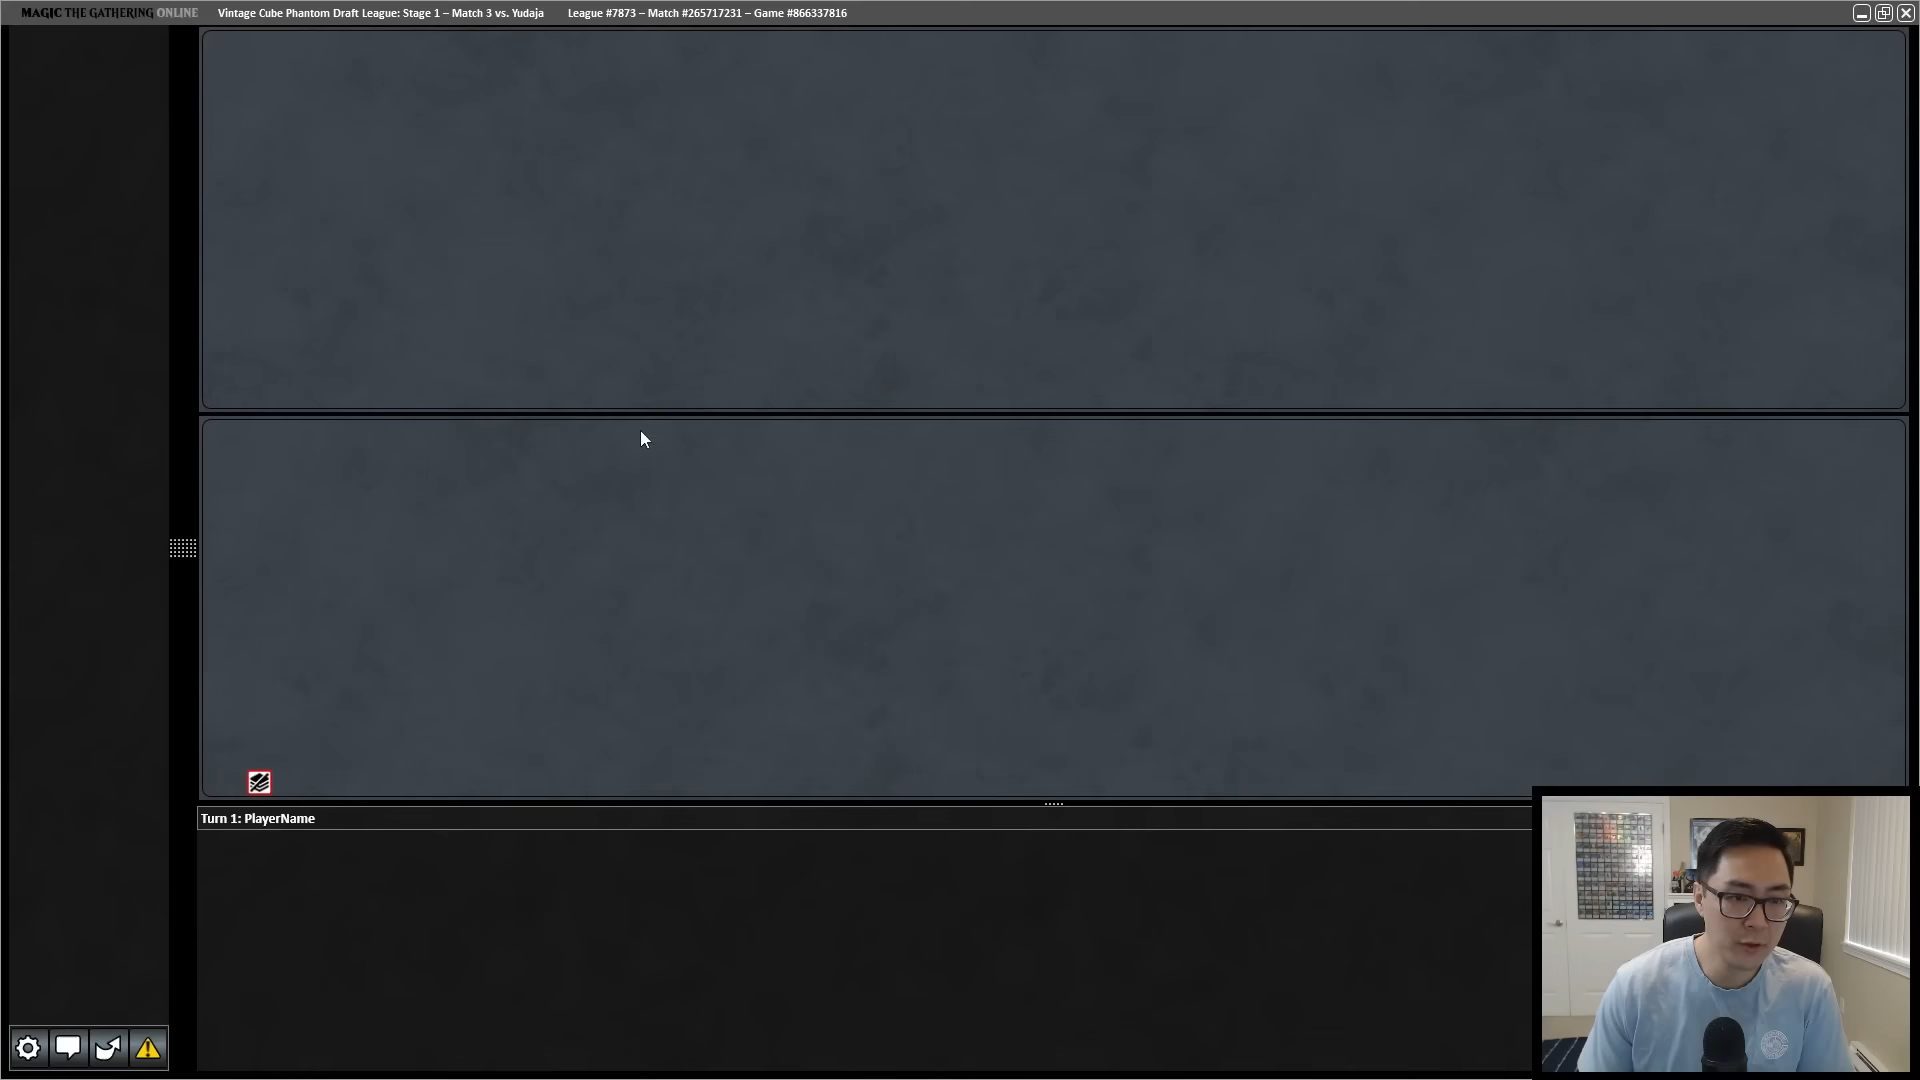 MAGIC THE GATHERING ONLINE Vintage Cube Phantom Draft League: Stage 1 – Match 3 vs. Yudaja League #7873 – Match #265717231 – Game #866337816
Turn 1: PlayerName